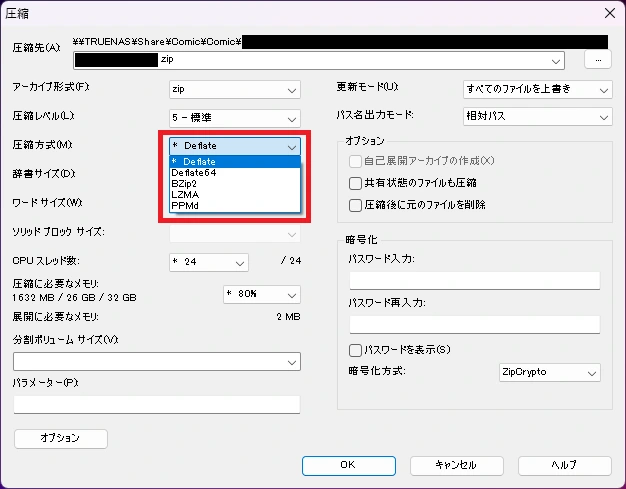 圧縮
圧縮先(A):
¥¥TRUENAS¥Share¥Comic¥Comic¥
zip
...
アーカイブ形式(F):
zip
圧縮レベル(L):
5 - 標準
圧縮方式(M):
* Deflate
* Deflate
Deflate64
BZip2
LZMA
PPMd
辞書サイズ(D):
ワード サイズ(W):
ソリッド ブロック サイズ:
CPU スレッド数:
* 24
/ 24
圧縮に必要なメモリ:
1632 MB / 26 GB / 32 GB
* 80%
展開に必要なメモリ:
2 MB
分割ボリューム サイズ(V):
パラメーター(P):
オプション
更新モード(U):
すべてのファイルを上書き
パス名出力モード:
相対パス
オプション
自己展開アーカイブの作成(X)
共有状態のファイルも圧縮
圧縮後に元のファイルを削除
暗号化
パスワード入力:
パスワード再入力:
パスワードを表示(S)
暗号化方式:
ZipCrypto
OK
キャンセル
ヘルプ